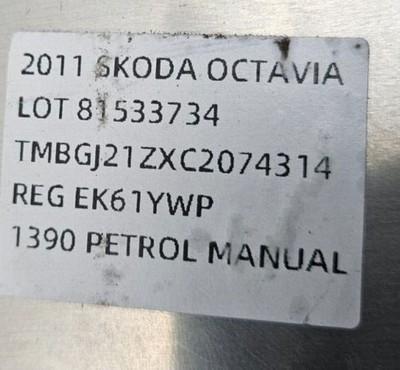 2011 SKODA OCTAVIA
LOT 81533734
TMBGJ21ZXC2074314
REG EK61YWP
1390 PETROL MANUAL